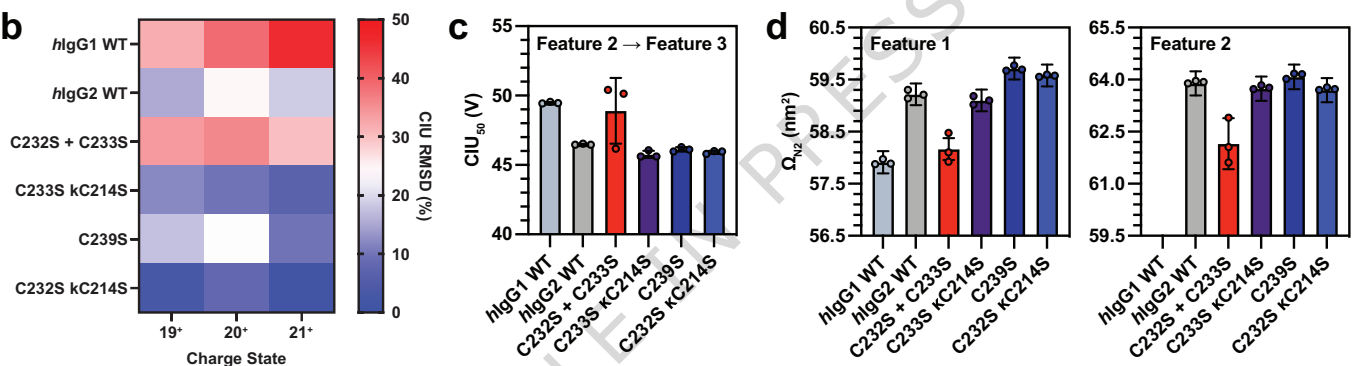 b
hIgG1 WT
hIgG2 WT
C232S + C233S
C233S kC214S
C239S
C232S kC214S
19+
20+
21+
Charge State
50
40
30
20
10
0
CIU RMSD (%)
c
Feature 2 → Feature 3
55
50
45
40
CIU50 (V)
hIgG1 WT
hIgG2 WT
C232S + C233S
C233S κC214S
C239S
C232S κC214S
d
Feature 1
60.5
59.5
58.5
57.5
56.5
ΩN2 (nm²)
hIgG1 WT
hIgG2 WT
C232S + C233S
C233S κC214S
C239S
C232S κC214S
Feature 2
65.5
64.0
62.5
61.0
59.5
hIgG1 WT
hIgG2 WT
C232S + C233S
C233S κC214S
C239S
C232S κC214S
E IN PRESS